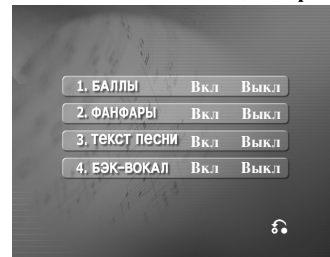 1. БАЛЛЫ Вкл Выкл
2. ФАНФАРЫ Вкл Выкл
3. ТЕКСТ ПЕСНИ Вкл Выкл
4. БЭК-ВОКАЛ Вкл Выкл